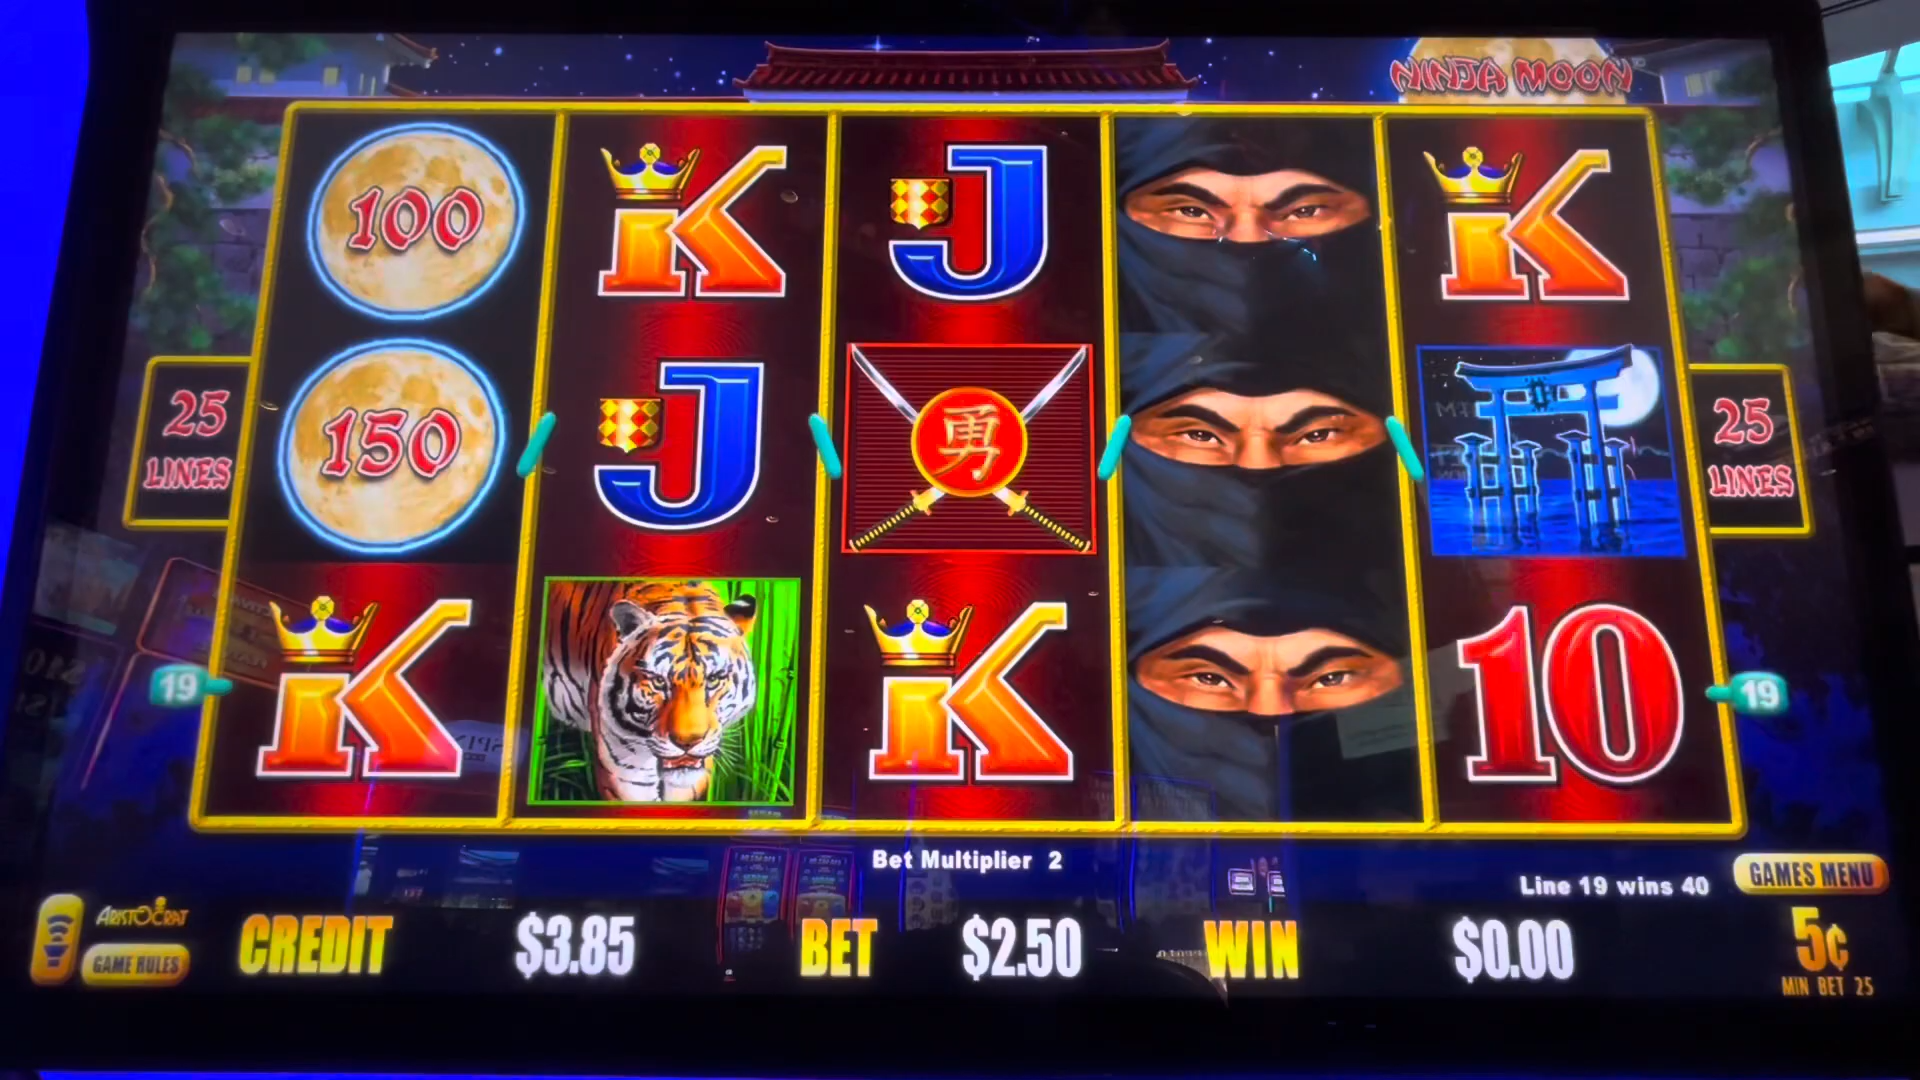 NINJA MOON
100
K
J
K
25
LINES
150
J
勇
25
LINES
K
K
10
19
19
Bet Multiplier 2
Line 19 wins 40
GAMES MENU
ARISTOCRAT
GAME RULES
CREDIT $3.85 BET $2.50 WIN $0.00
5¢
MIN BET 25